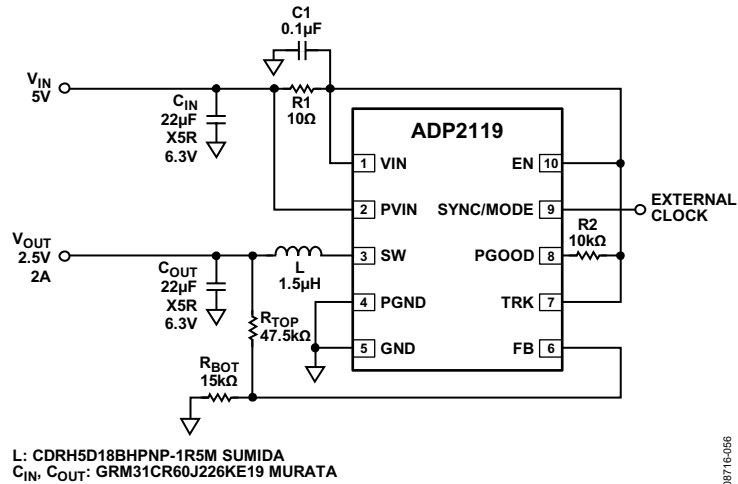 C1
0.1µF
VIN
5V
CIN
22µF
X5R
6.3V
R1
10Ω
ADP2119
1 VIN
EN 10
2 PVIN
SYNC/MODE 9
EXTERNAL
CLOCK
R2
10kΩ
VOUT
2.5V
2A
COUT
22µF
X5R
6.3V
L
1.5µH
3 SW
PGOOD 8
4 PGND
TRK 7
RTOP
47.5kΩ
5 GND
FB 6
RBOT
15kΩ
L: CDRH5D18BHPNP-1R5M SUMIDA
CIN, COUT: GRM31CR60J226KE19 MURATA
08716-056